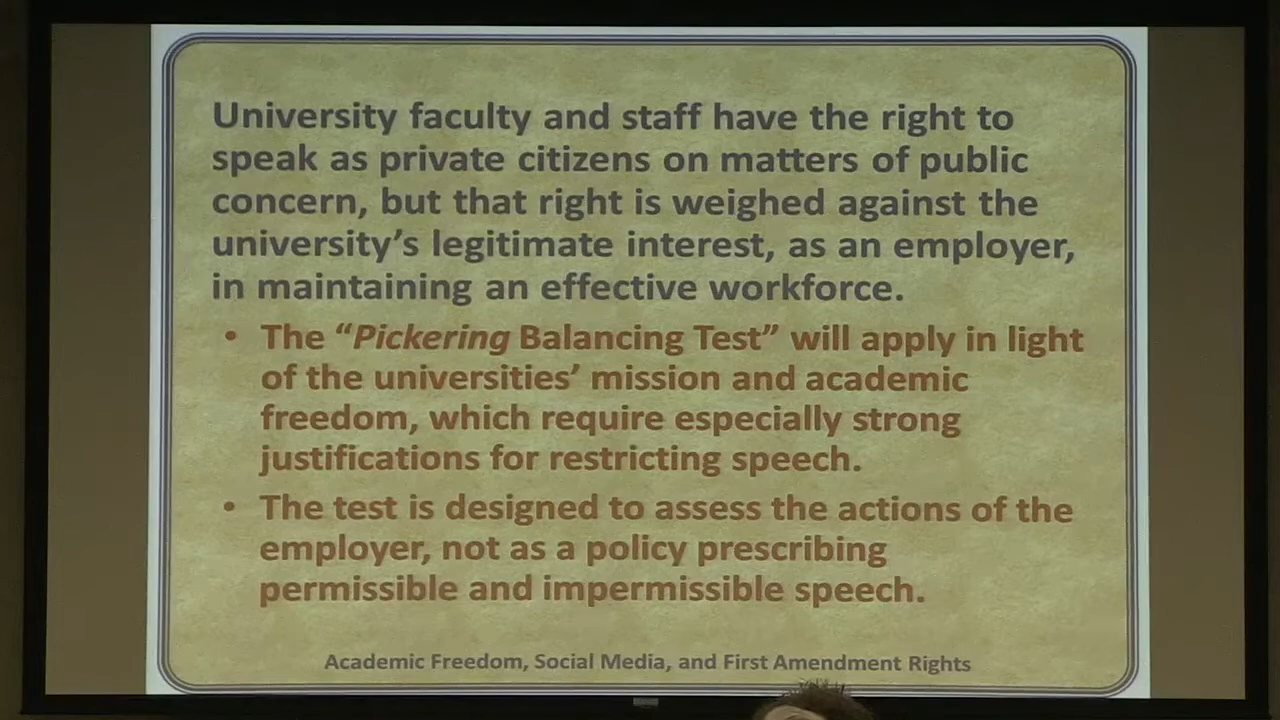 University faculty and staff have the right to
speak as private citizens on matters of public
concern, but that right is weighed against the
university’s legitimate interest, as an employer,
in maintaining an effective workforce.
• The “Pickering Balancing Test” will apply in light
of the universities’ mission and academic
freedom, which require especially strong
justifications for restricting speech.
• The test is designed to assess the actions of the
employer, not as a policy prescribing
permissible and impermissible speech.
Academic Freedom, Social Media, and First Amendment Rights